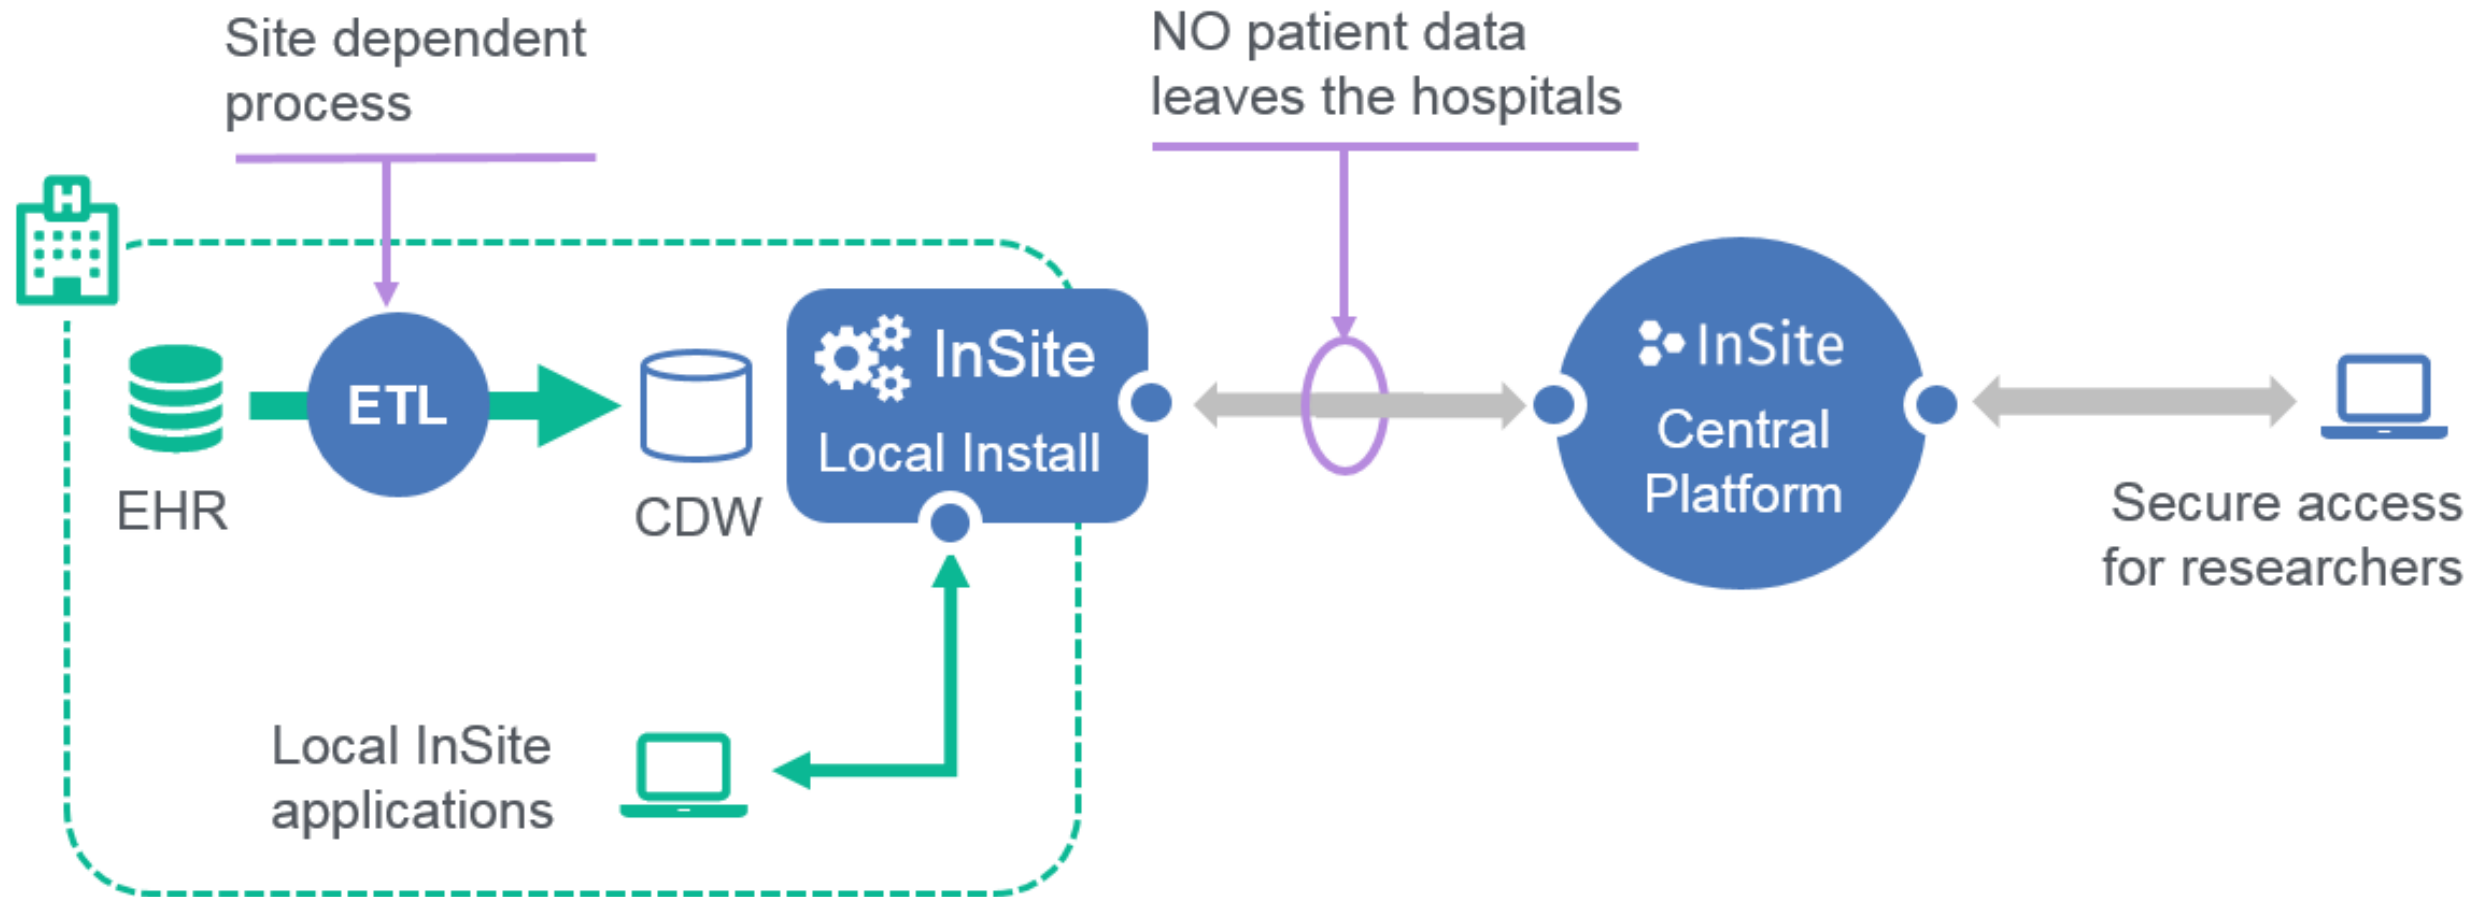 Site dependent
process
NO patient data
leaves the hospitals
H
EHR
ETL
CDW
InSite
Local Install
InSite
Central
Platform
Secure access
for researchers
Local InSite
applications